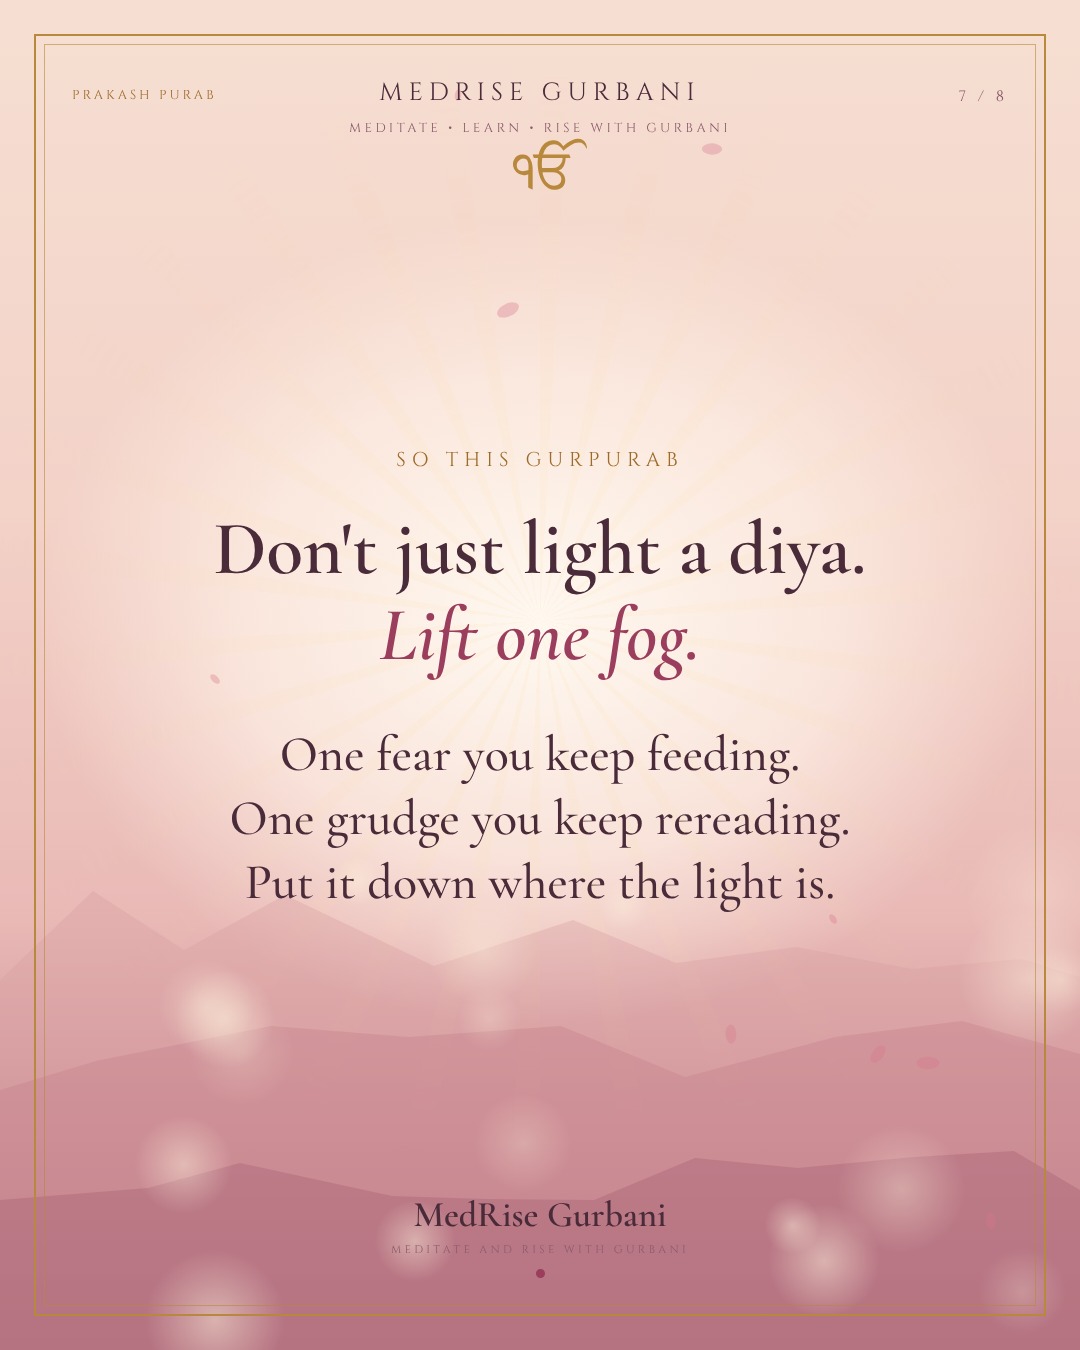 PRAKASH PURAB
MEDRISE GURBANI
7 / 8
MEDITATE • LEARN • RISE WITH GURBANI
ੴ
SO THIS GURPURAB
Don't just light a diya.
Lift one fog.
One fear you keep feeding.
One grudge you keep rereading.
Put it down where the light is.
MedRise Gurbani
MEDITATE AND RISE WITH GURBANI